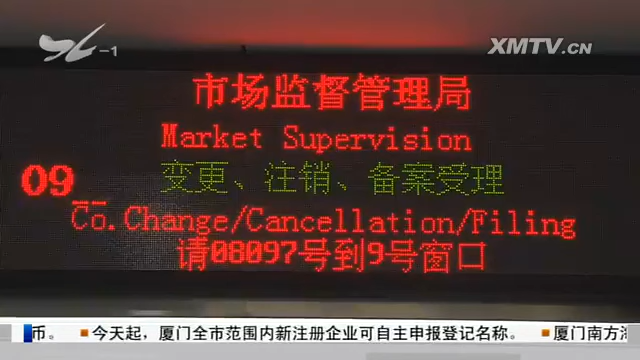 -1
XMTV.CN
市场监督管理局
Market Supervision
09
变更、注销、备案受理
Co.Change/Cancellation/Filing
请08097号到9号窗口
币。 ■今天起，厦门全市范围内新注册企业可自主申报登记名称。 ■厦门南方